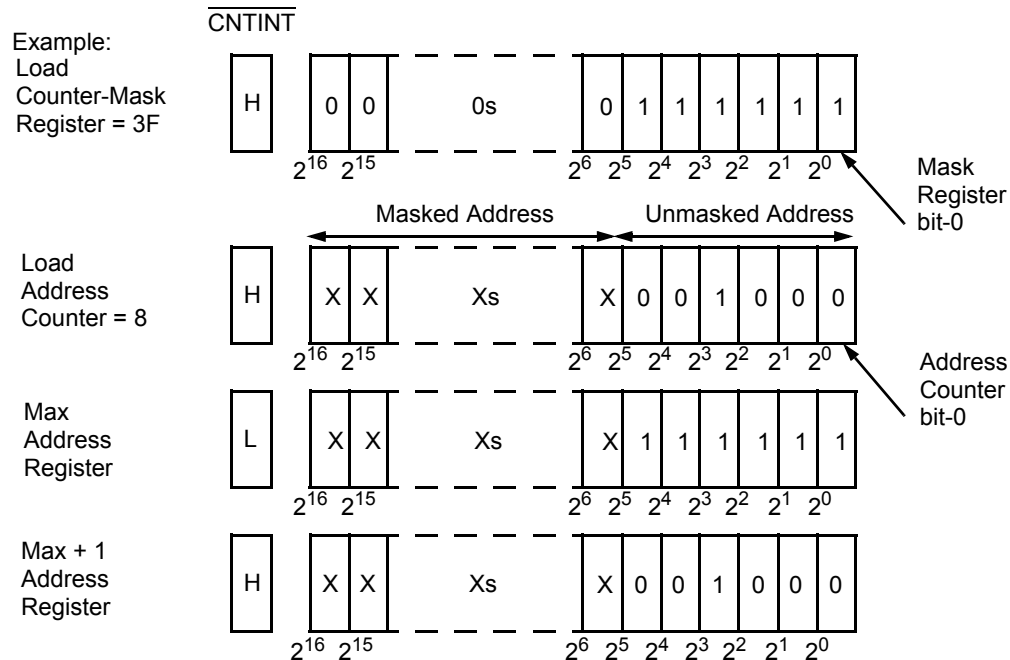 CNTINT
Example:
Load
Counter-Mask
Register = 3F
H
0 0 0s 0 1 1 1 1 1 1
2^16 2^15 2^6 2^5 2^4 2^3 2^2 2^1 2^0
Mask
Register
bit-0
Masked Address Unmasked Address
Load
Address
Counter = 8
H
X X Xs X 0 0 1 0 0 0
2^16 2^15 2^6 2^5 2^4 2^3 2^2 2^1 2^0
Address
Counter
bit-0
Max
Address
Register
L
X X Xs X 1 1 1 1 1 1
2^16 2^15 2^6 2^5 2^4 2^3 2^2 2^1 2^0
Max + 1
Address
Register
H
X X Xs X 0 0 1 0 0 0
2^16 2^15 2^6 2^5 2^4 2^3 2^2 2^1 2^0